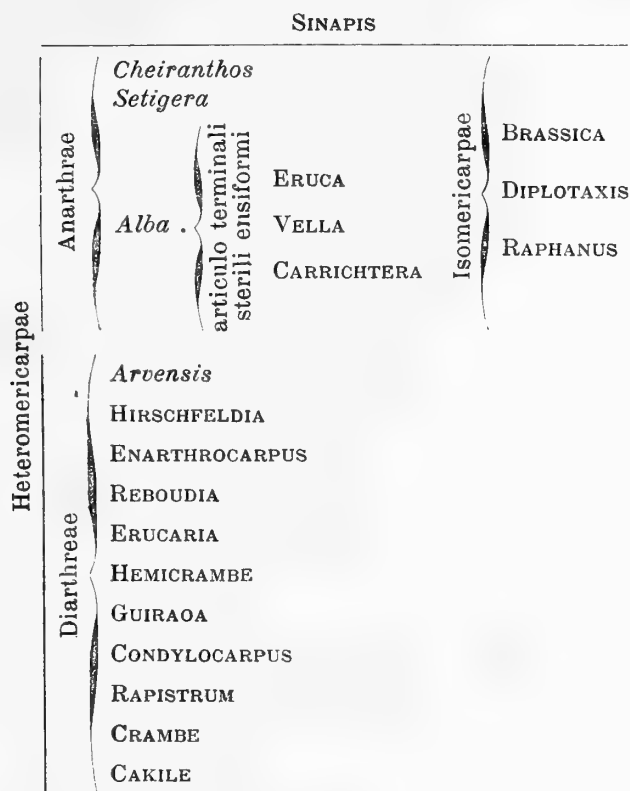 SINAPIS
Heteromericarpae
Anarthrae
Cheiranthos
Setigera
Alba .
articulo terminali
sterili ensiformi
ERUCA
VELLA
CARRICHTERA
Isomericarpae
BRASSICA
DIPLOTAXIS
RAPHANUS
Diarthreae
Arvensis
HIRSCHFELDIA
ENARTHROCARPUS
REBOUDIA
ERUCARIA
HEMICRAMBE
GUIRAOA
CONDYLOCARPUS
RAPISTRUM
CRAMBE
CAKILE